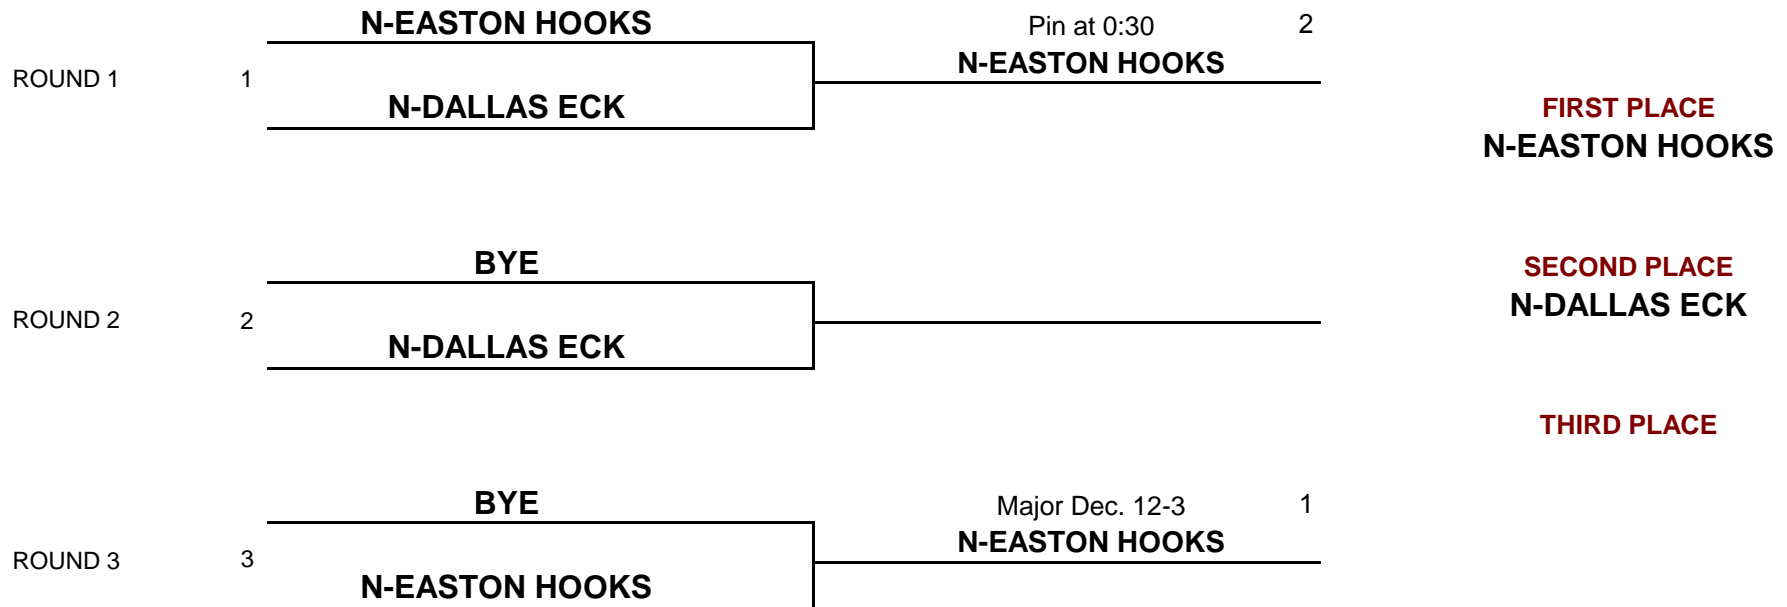 N-EASTON HOOKS
Pin at 0:30 2
N-EASTON HOOKS
ROUND 1 1
N-DALLAS ECK
FIRST PLACE
N-EASTON HOOKS
BYE
SECOND PLACE
N-DALLAS ECK
ROUND 2 2
N-DALLAS ECK
THIRD PLACE
BYE
Major Dec. 12-3 1
N-EASTON HOOKS
ROUND 3 3
N-EASTON HOOKS